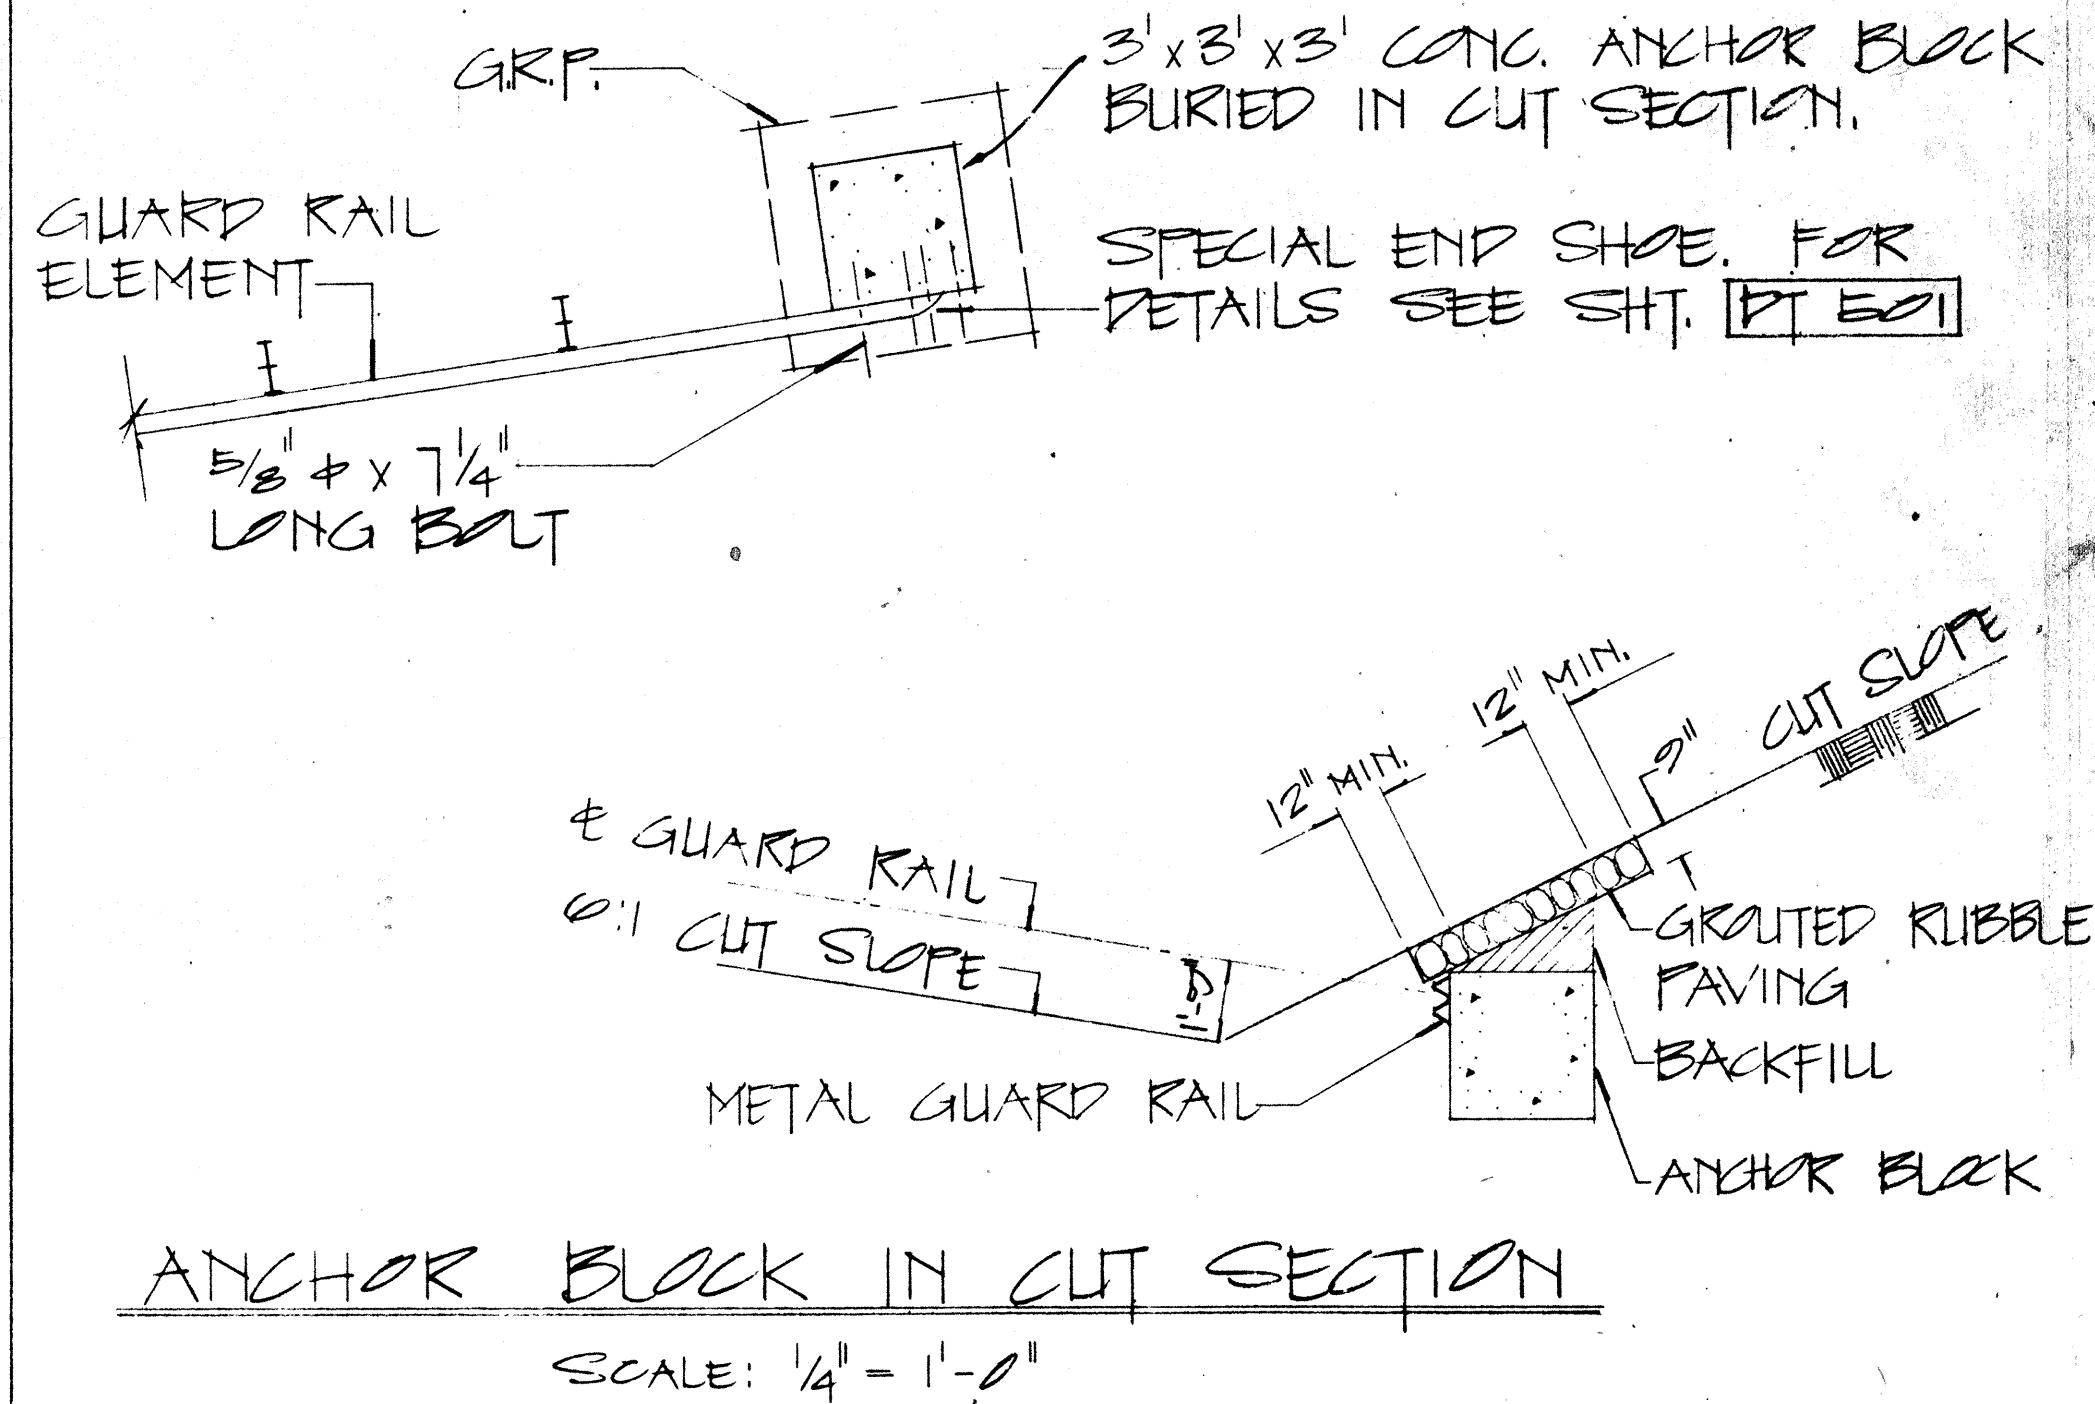 G.R.P.
3' x 3' x 3' CONC. ANCHOR BLOCK
BURIED IN CUT SECTION.
GUARD RAIL
ELEMENT
SPECIAL END SHOE. FOR
DETAILS SEE SHT. DT 501
5/8" ϕ x 7 1/4"
LONG BOLT
12" MIN.
12" MIN.
9"
CUT SLOPE
℄ GUARD RAIL
6:1 CUT SLOPE
GROUTED RUBBLE
PAVING
BACKFILL
METAL GUARD RAIL
ANCHOR BLOCK
ANCHOR BLOCK IN CUT SECTION
SCALE: 1/4" = 1'-0"